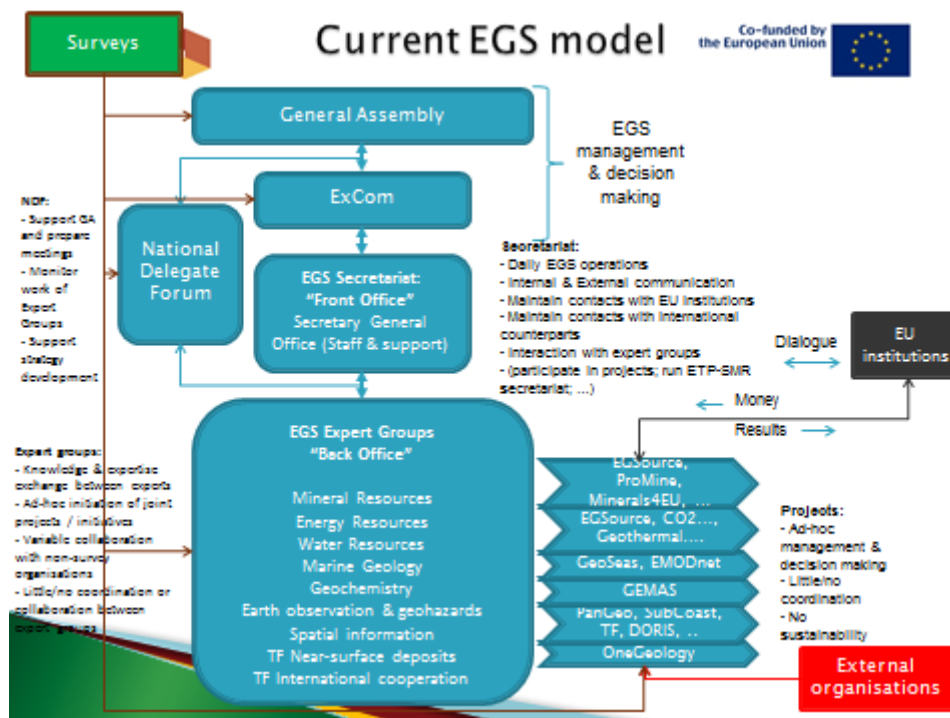 Surveys
Current EGS model
Co-funded by
the European Union
General Assembly
EGS
management
& decision
making
ExCom
NDF:
- Support GA
and prepare
meetings
- Monitor
work of
Expert
Groups
- Support
strategy
development
National
Delegate
Forum
EGS Secretariat:
"Front Office"
Secretary General
Office (Staff & support)
Secretariat:
- Daily EGS operations
- Internal & External communication
- Maintain contacts with EU institutions
- Maintain contacts with international
counterparts
- Interaction with expert groups
- (participate in projects; run ETP-SMR
secretariat; ...)
Dialogue
EU
institutions
Money
Results
Expert groups:
- Knowledge & expertise
exchange between experts
- Ad-hoc initiation of joint
projects / initiatives
- Variable collaboration
with non-survey
organisations
- Little/no coordination or
collaboration between
expert groups
EGS Expert Groups
"Back Office"
Mineral Resources
Energy Resources
Water Resources
Marine Geology
Geochemistry
Earth observation & geohazards
Spatial information
TF Near-surface deposits
TF International cooperation
EGSource,
ProMine,
Minerals4EU, ...
EGSource, CO2...,
Geothermal....
GeoSeas, EMODnet
GEMAS
PanGeo, SubCoast,
TF, DORIS, ..
OneGeology
Projects:
- Ad-hoc
management &
decision making
- Little/no
coordination
- No
sustainability
External
organisations